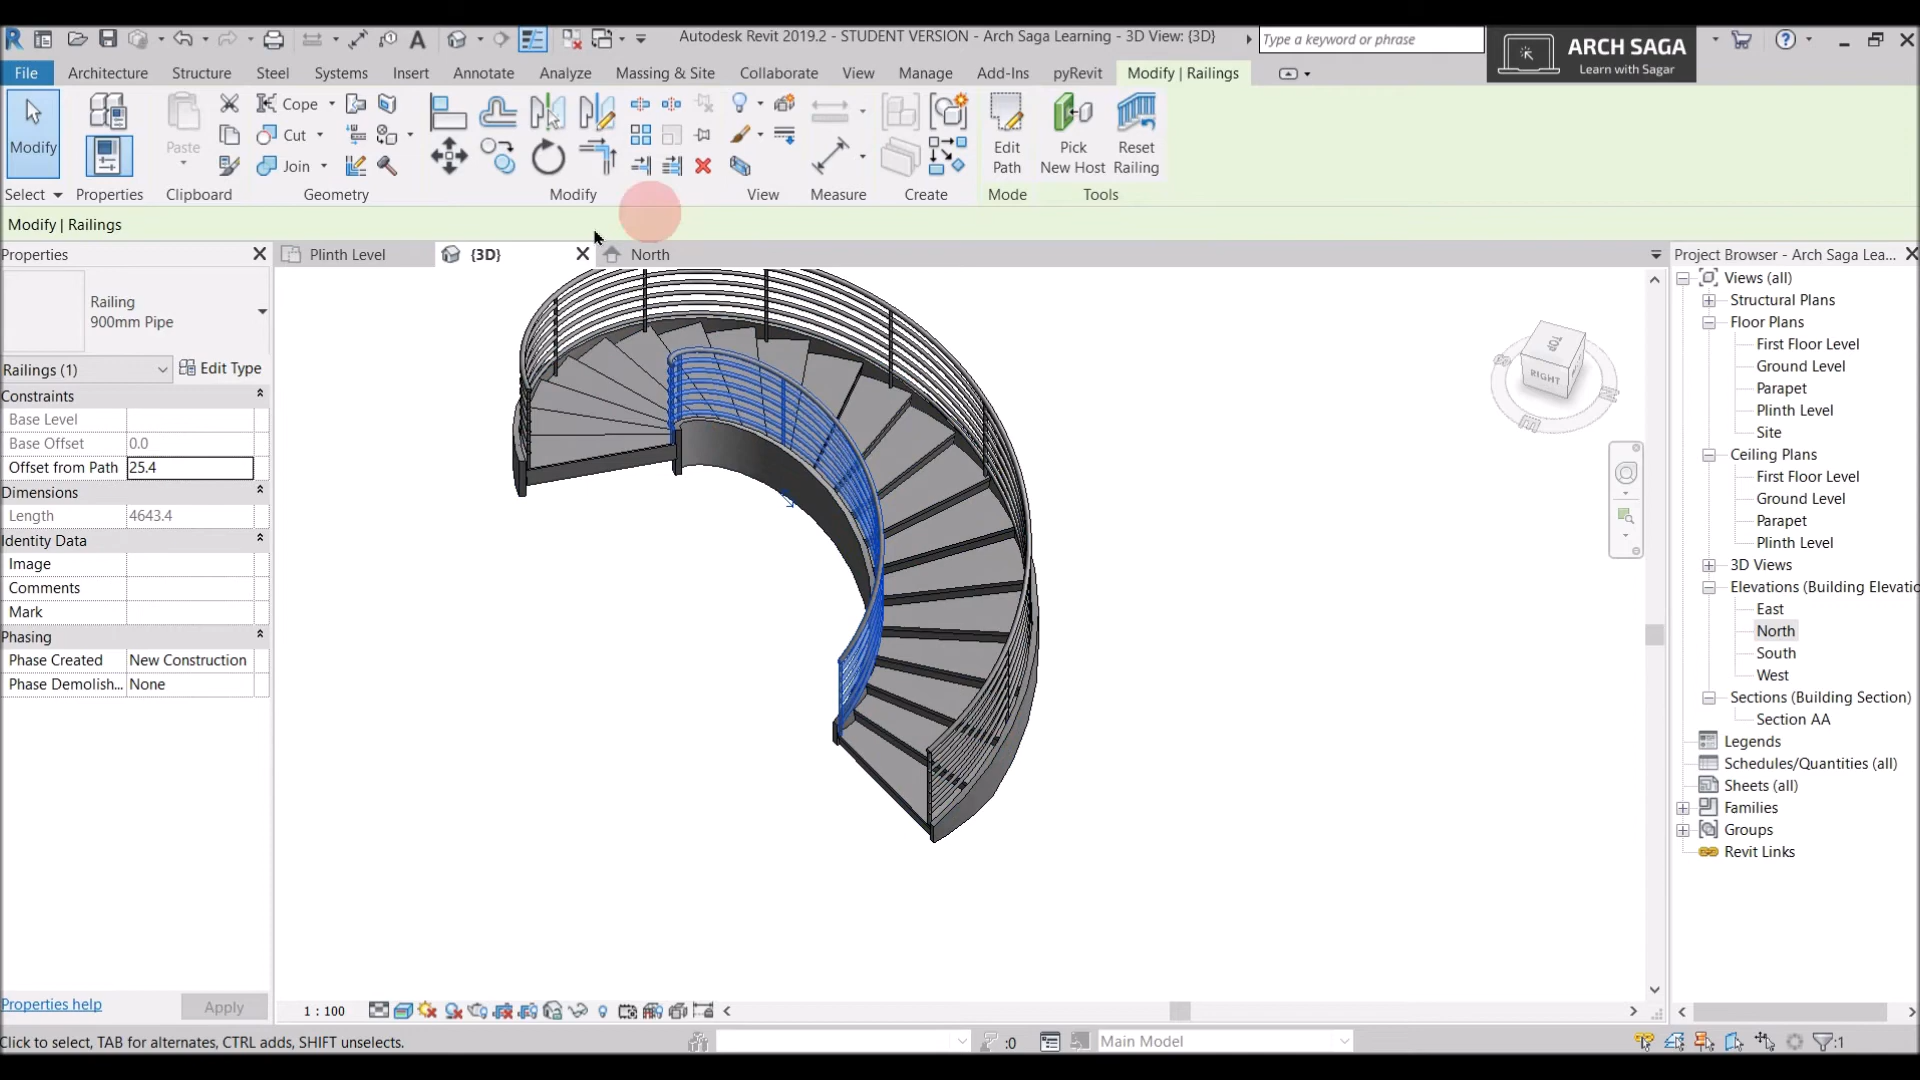 Autodesk Revit 2019.2 - STUDENT VERSION - Arch Saga Learning - 3D View: {3D}
Type a keyword or phrase
ARCH SAGA
Learn with Sagar
File Architecture Structure Steel Systems Insert Annotate Analyze Massing & Site Collaborate View Manage Add-Ins pyRevit Modify | Railings
Modify
Paste
Cope
Cut
Join
Edit Path
Pick New Host
Reset Railing
Select Properties Clipboard Geometry Modify View Measure Create Mode Tools
Modify | Railings
Properties
Plinth Level
{3D}
North
Project Browser - Arch Saga Lea...
Railing
900mm Pipe
Railings (1)
Edit Type
Constraints
Base Level
Base Offset 0.0
Offset from Path 25.4
Dimensions
Length 4643.4
Identity Data
Image
Comments
Mark
Phasing
Phase Created New Construction
Phase Demolish... None
Properties help
Apply
TOP
RIGHT
Views (all)
Structural Plans
Floor Plans
First Floor Level
Ground Level
Parapet
Plinth Level
Site
Ceiling Plans
First Floor Level
Ground Level
Parapet
Plinth Level
3D Views
Elevations (Building Elevatio
East
North
South
West
Sections (Building Section)
Section AA
Legends
Schedules/Quantities (all)
Sheets (all)
Families
Groups
Revit Links
1 : 100
Click to select, TAB for alternates, CTRL adds, SHIFT unselects.
:0
Main Model
:1